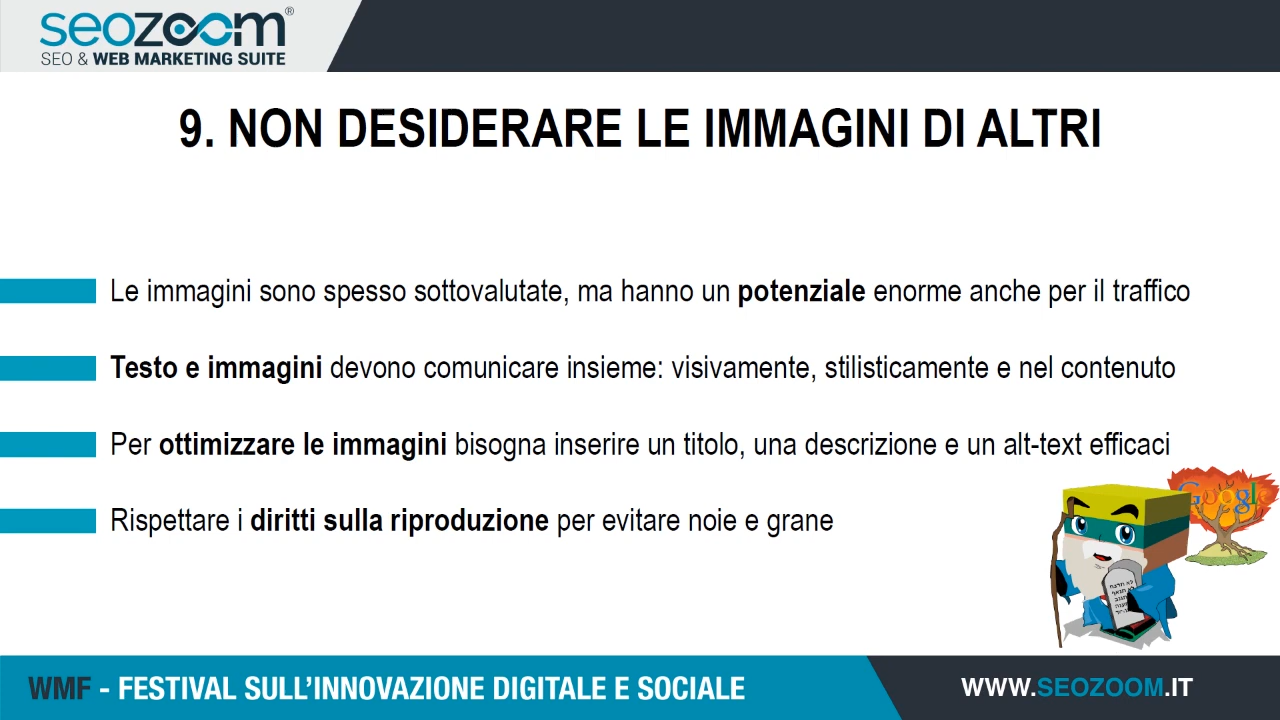 seozoom®
SEO & WEB MARKETING SUITE
9. NON DESIDERARE LE IMMAGINI DI ALTRI
Le immagini sono spesso sottovalutate, ma hanno un potenziale enorme anche per il traffico
Testo e immagini devono comunicare insieme: visivamente, stilisticamente e nel contenuto
Per ottimizzare le immagini bisogna inserire un titolo, una descrizione e un alt-text efficaci
Rispettare i diritti sulla riproduzione per evitare noie e grane
Google
WMF - FESTIVAL SULL'INNOVAZIONE DIGITALE E SOCIALE
WWW.SEOZOOM.IT